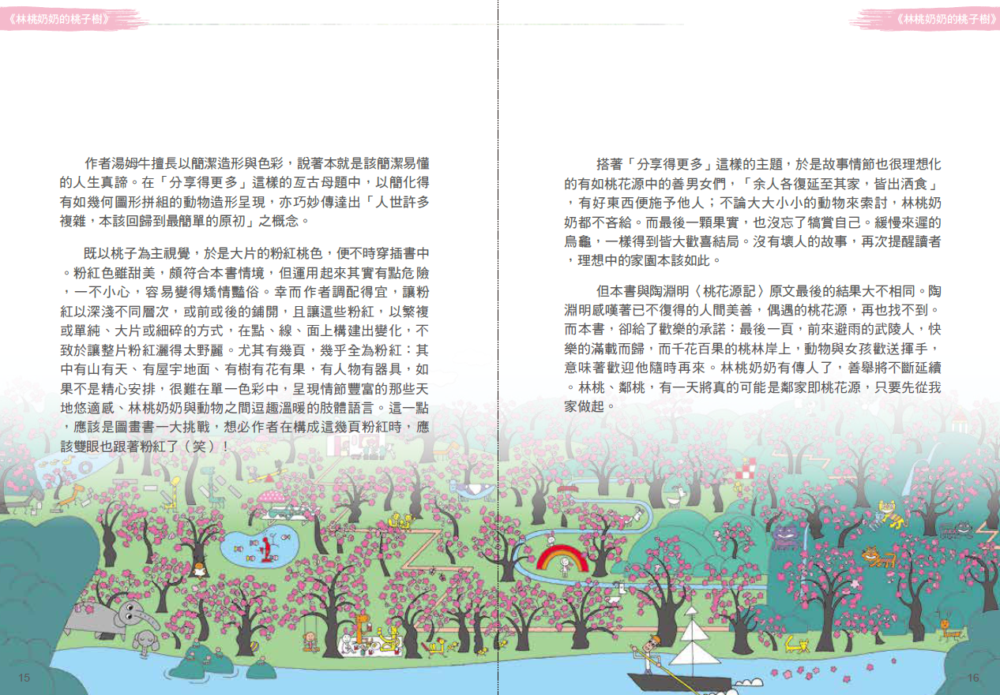 《林桃奶奶的桃子樹》
作者湯姆牛擅長以簡潔造形與色彩，說著本就是該簡潔易懂
的人生真諦。在「分享得更多」這樣的亙古母題中，以簡化得
有如幾何圖形拼組的動物造形呈現，亦巧妙傳達出「人世許多
複雜，本該回歸到最簡單的原初」之概念。
既以桃子為主視覺，於是大片的粉紅桃色，便不時穿插書中
。粉紅色雖甜美，頗符合本書情境，但運用起來其實有點危險
，一不小心，容易變得矯情豔俗。幸而作者調配得宜，讓粉
紅以深淺不同層次，或前或後的鋪開，且讓這些粉紅，以繁複
或單純、大片或細碎的方式，在點、線、面上構建出變化，不
致於讓整片粉紅灑得太野麗。尤其有幾頁，幾乎全為粉紅：其
中有山有天、有屋宇地面、有樹有花有果，有人物有器具，如
果不是精心安排，很難在單一色彩中，呈現情節豐富的那些天
地悠適感、林桃奶奶與動物之間逗趣溫暖的肢體語言。這一點
，應該是圖畫書一大挑戰，想必作者在構成這幾頁粉紅時，應
該雙眼也跟著粉紅了（笑）！
15
《林桃奶奶的桃子樹》
搭著「分享得更多」這樣的主題，於是故事情節也很理想化
的有如桃花源中的善男女們，「余人各復延至其家，皆出酒食」
，有好東西便施予他人；不論大大小小的動物來索討，林桃奶
奶都不吝給。而最後一顆果實，也沒忘了犒賞自己。緩慢來遲的
烏龜，一樣得到皆大歡喜結局。沒有壞人的故事，再次提醒讀者
，理想中的家園本該如此。
但本書與陶淵明〈桃花源記〉原文最後的結果大不相同。陶
淵明感嘆著已不復得的人間美善，偶遇的桃花源，再也找不到。
而本書，卻給了歡樂的承諾：最後一頁，前來避雨的武陵人，快
樂的滿載而歸，而千花百果的桃林岸上，動物與女孩歡送揮手，
意味著歡迎他隨時再來。林桃奶奶有傳人了，善舉將不斷延續
。林桃、鄰桃，有一天將真的可能是鄰家即桃花源，只要先從我
家做起。
16